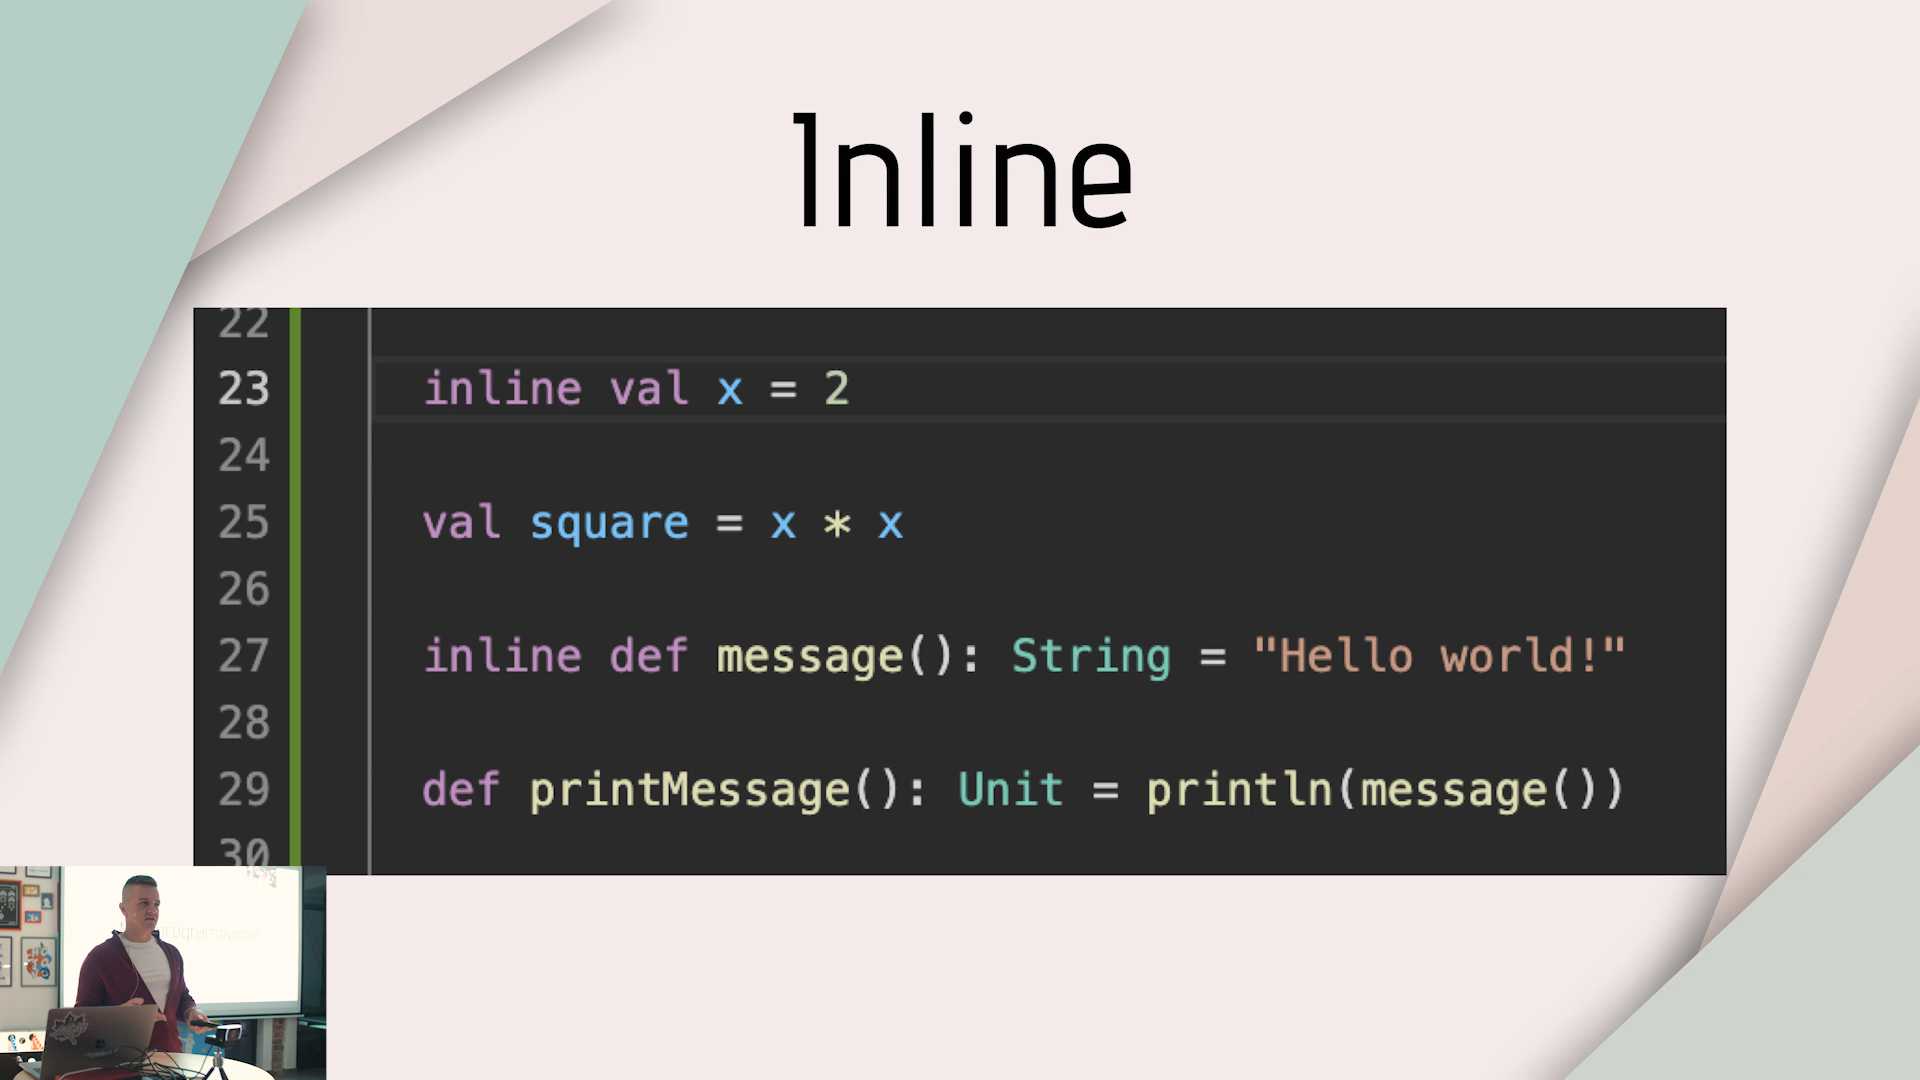 Inline
22
23 inline val x = 2
24
25 val square = x * x
26
27 inline def message(): String = "Hello world!"
28
29 def printMessage(): Unit = println(message())
30